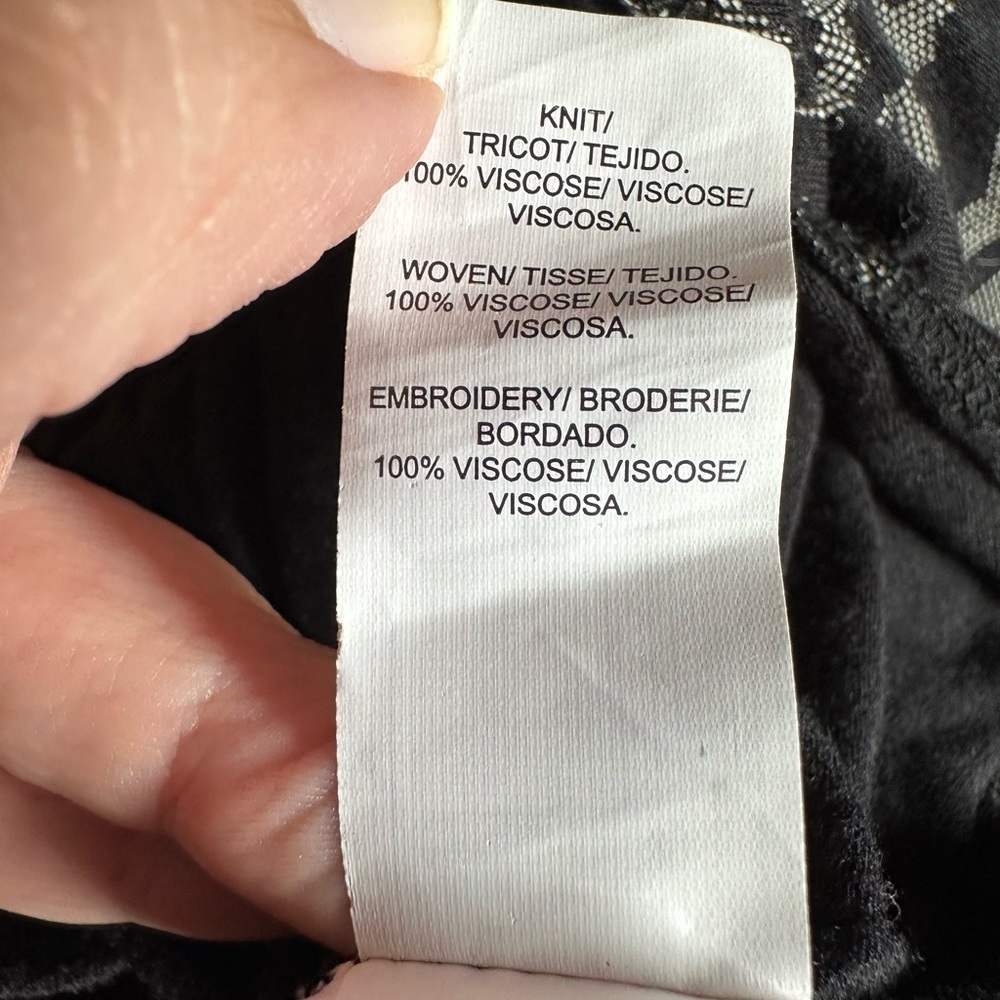 KNIT/
TRICOT/ TEJIDO.
100% VISCOSE/ VISCOSE/
VISCOSA.
WOVEN/ TISSE/ TEJIDO.
100% VISCOSE/ VISCOSE/
VISCOSA.
EMBROIDERY/ BRODERIE/
BORDADO.
100% VISCOSE/ VISCOSE/
VISCOSA.